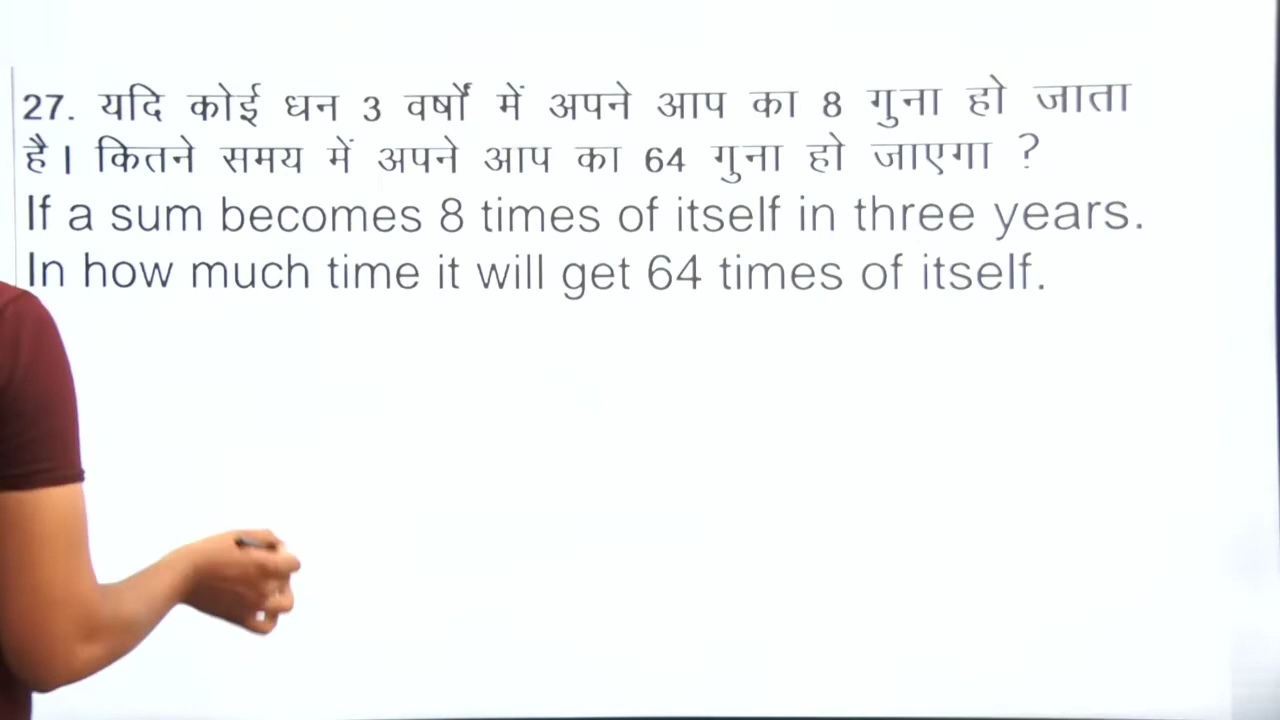 27. यदि कोई धन 3 वर्षों में अपने आप का 8 गुना हो जाता
है। कितने समय में अपने आप का 64 गुना हो जाएगा ?
If a sum becomes 8 times of itself in three years.
In how much time it will get 64 times of itself.